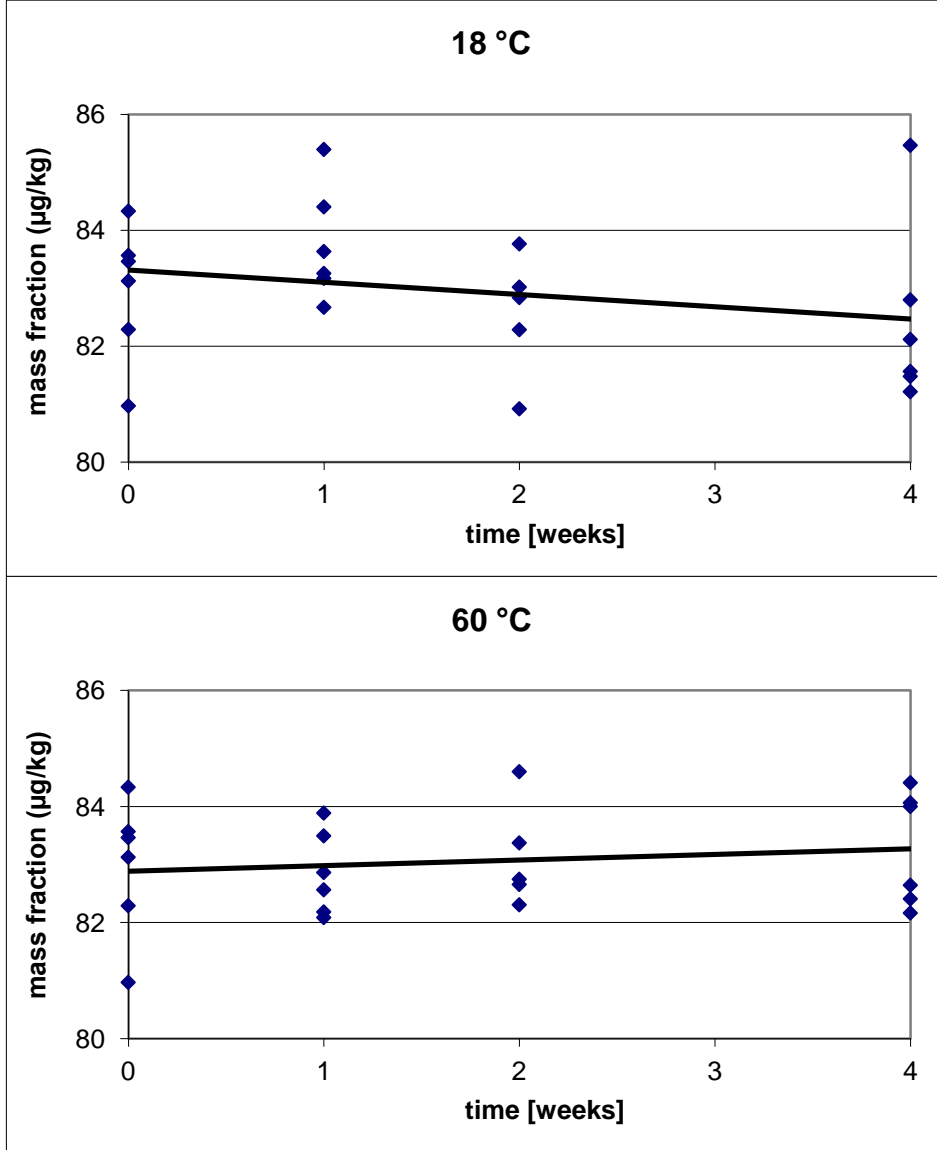 18 °C
86
84
82
80
0 1 2 3 4
mass fraction (µg/kg)
time [weeks]
60 °C
86
84
82
80
0 1 2 3 4
mass fraction (µg/kg)
time [weeks]